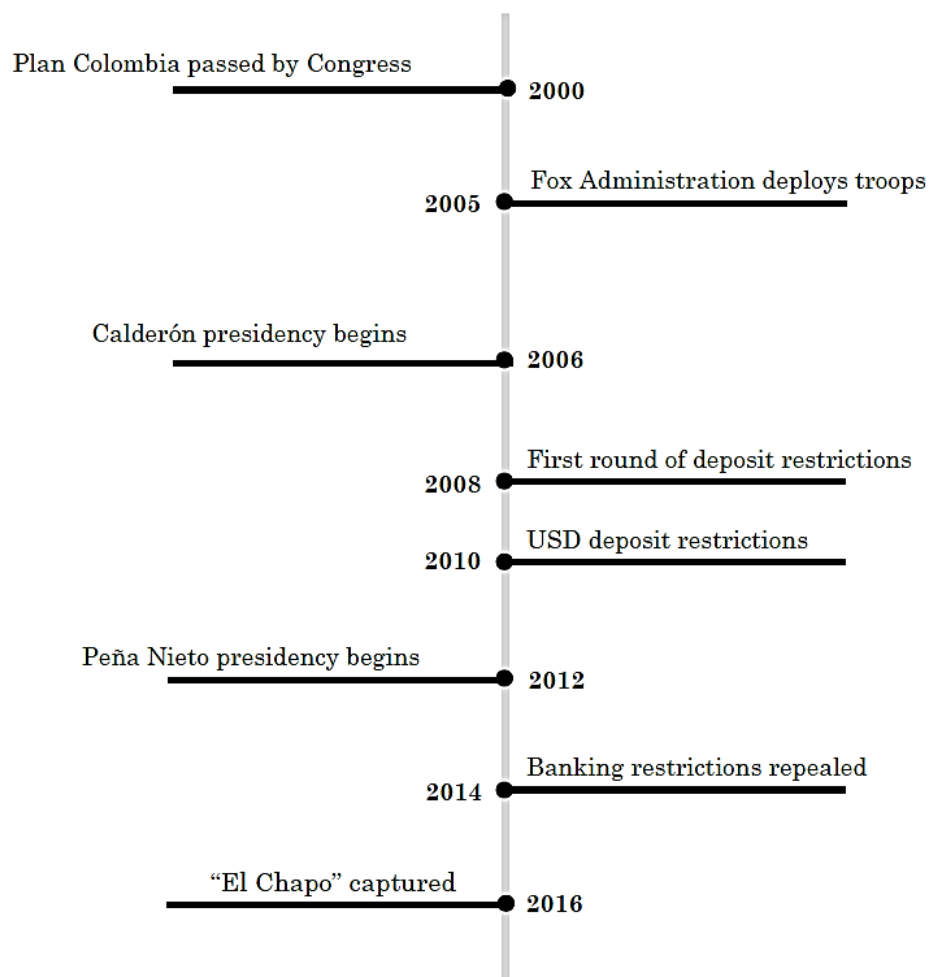 Plan Colombia passed by Congress
2000
Fox Administration deploys troops
2005
Calderón presidency begins
2006
First round of deposit restrictions
2008
USD deposit restrictions
2010
Peña Nieto presidency begins
2012
Banking restrictions repealed
2014
“El Chapo” captured
2016